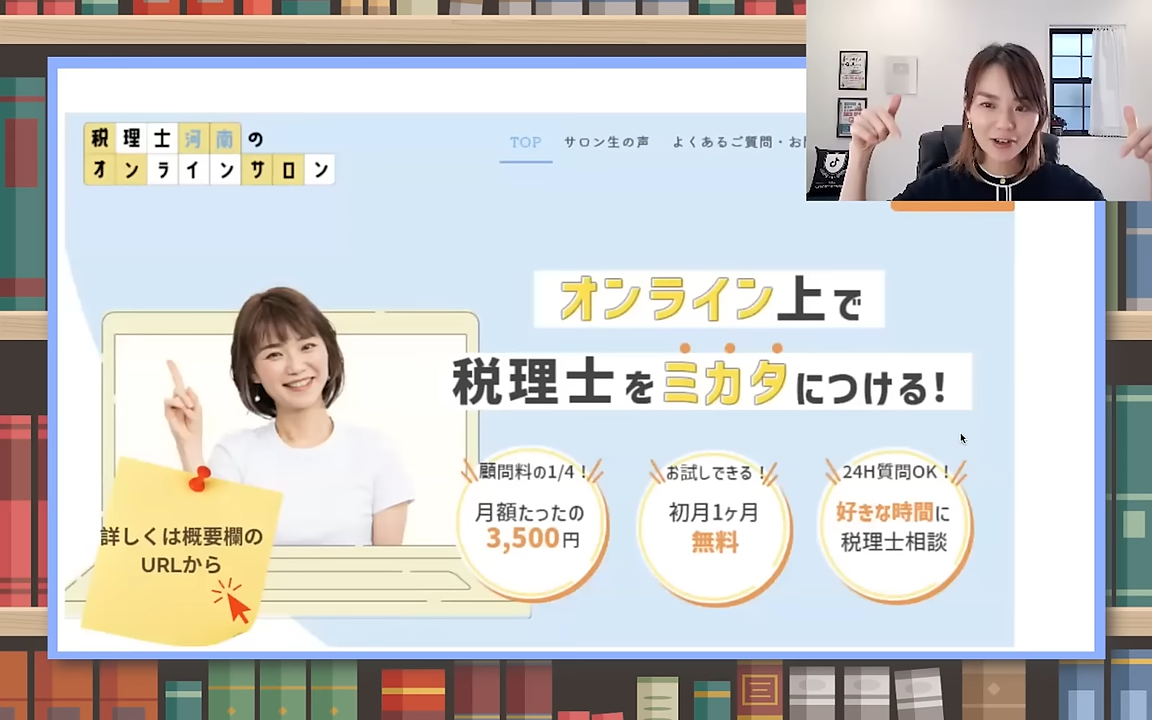 税理士河南の
オンラインサロン
TOP サロン生の声 よくあるご質問・お
オンライン上で
税理士をミカタにつける!
顧問料の1/4!
月額たったの
3,500円
お試しできる!
初月1ヶ月
無料
24H質問OK!
好きな時間に
税理士相談
詳しくは概要欄の
URLから